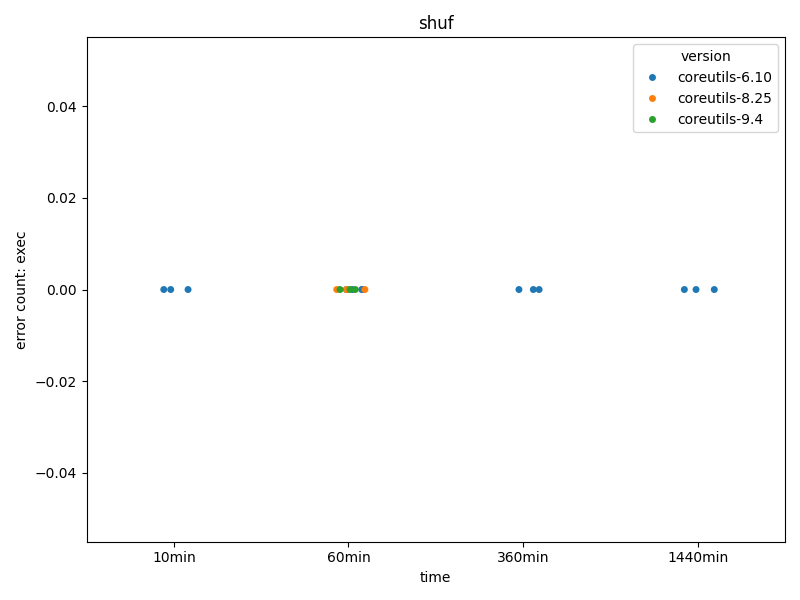 shuf
version
coreutils-6.10
coreutils-8.25
coreutils-9.4
0.04
0.02
0.00
−0.02
−0.04
error count: exec
10min
60min
360min
1440min
time